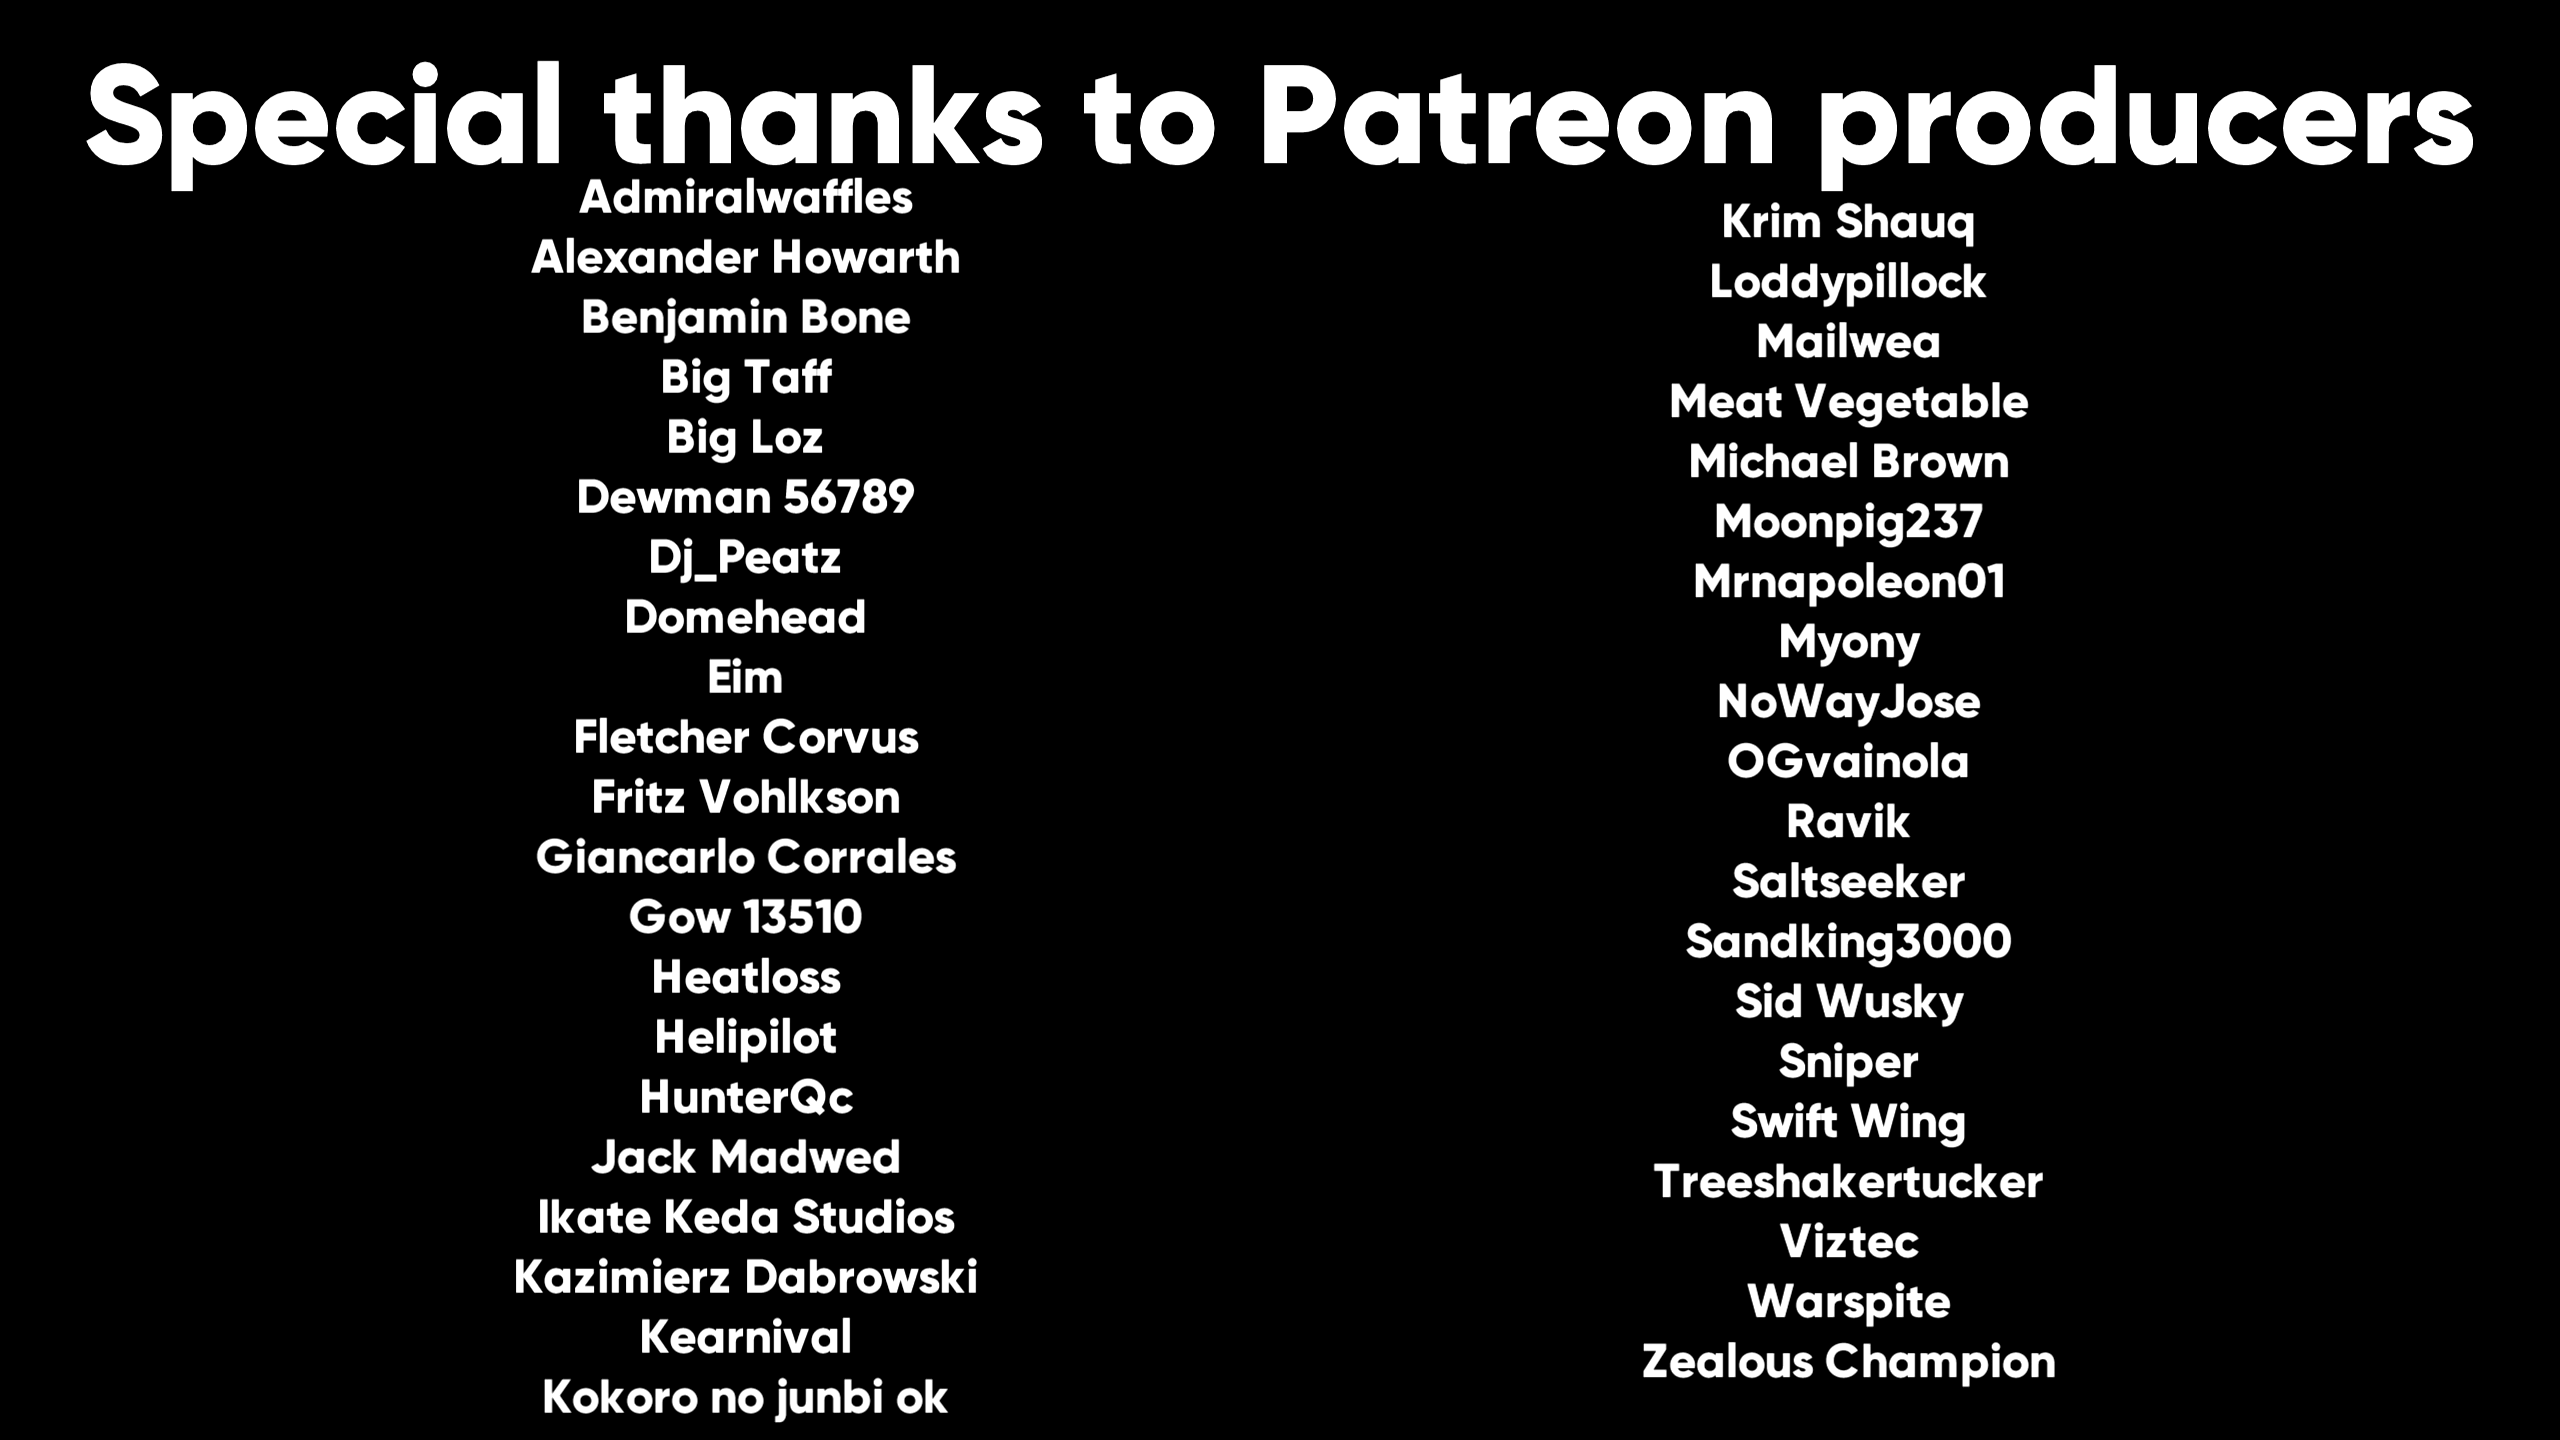 Special thanks to Patreon producers
Admiralwaffles
Alexander Howarth
Benjamin Bone
Big Taff
Big Loz
Dewman 56789
Dj_Peatz
Domehead
Eim
Fletcher Corvus
Fritz Vohlkson
Giancarlo Corrales
Gow 13510
Heatloss
Helipilot
HunterQc
Jack Madwed
Ikate Keda Studios
Kazimierz Dabrowski
Kearnival
Kokoro no junbi ok
Krim Shauq
Loddypillock
Mailwea
Meat Vegetable
Michael Brown
Moonpig237
Mrnapoleon01
Myony
NoWayJose
OGvainola
Ravik
Saltseeker
Sandking3000
Sid Wusky
Sniper
Swift Wing
Treeshakertucker
Viztec
Warspite
Zealous Champion